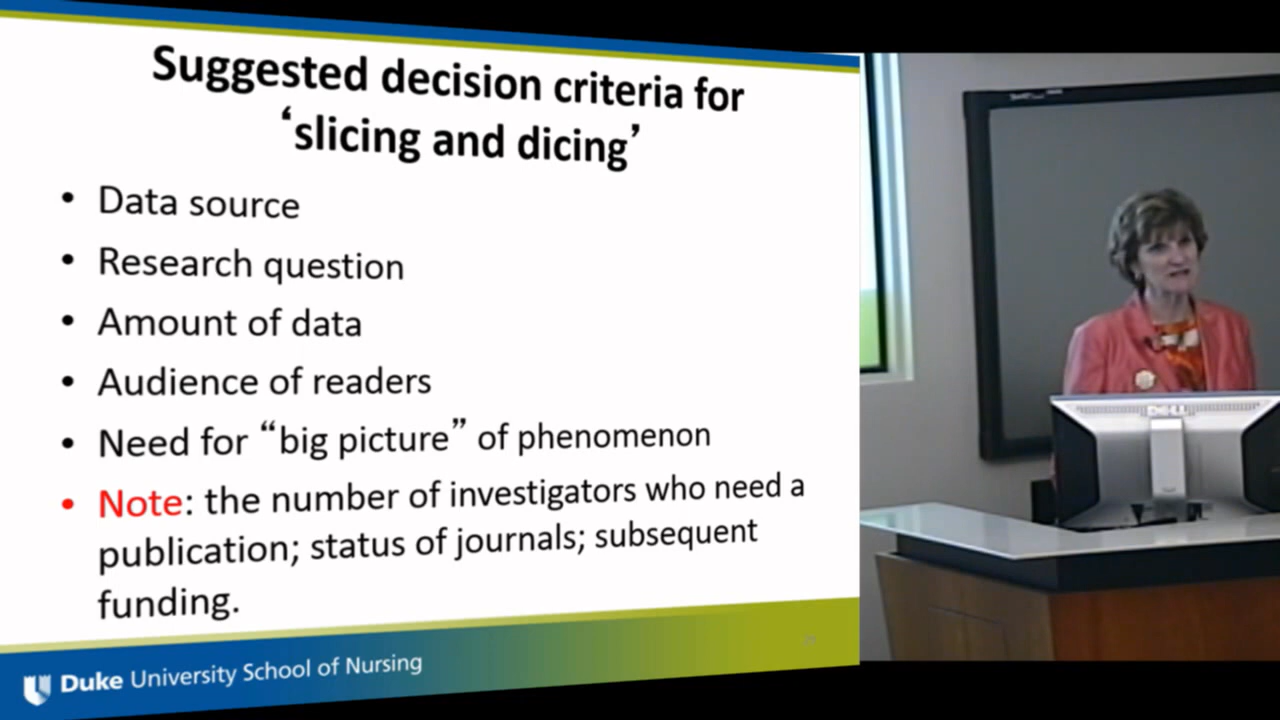 Suggested decision criteria for
‘slicing and dicing’
• Data source
• Research question
• Amount of data
• Audience of readers
• Need for “big picture” of phenomenon
• Note: the number of investigators who need a
publication; status of journals; subsequent
funding.
Duke University School of Nursing
DELL